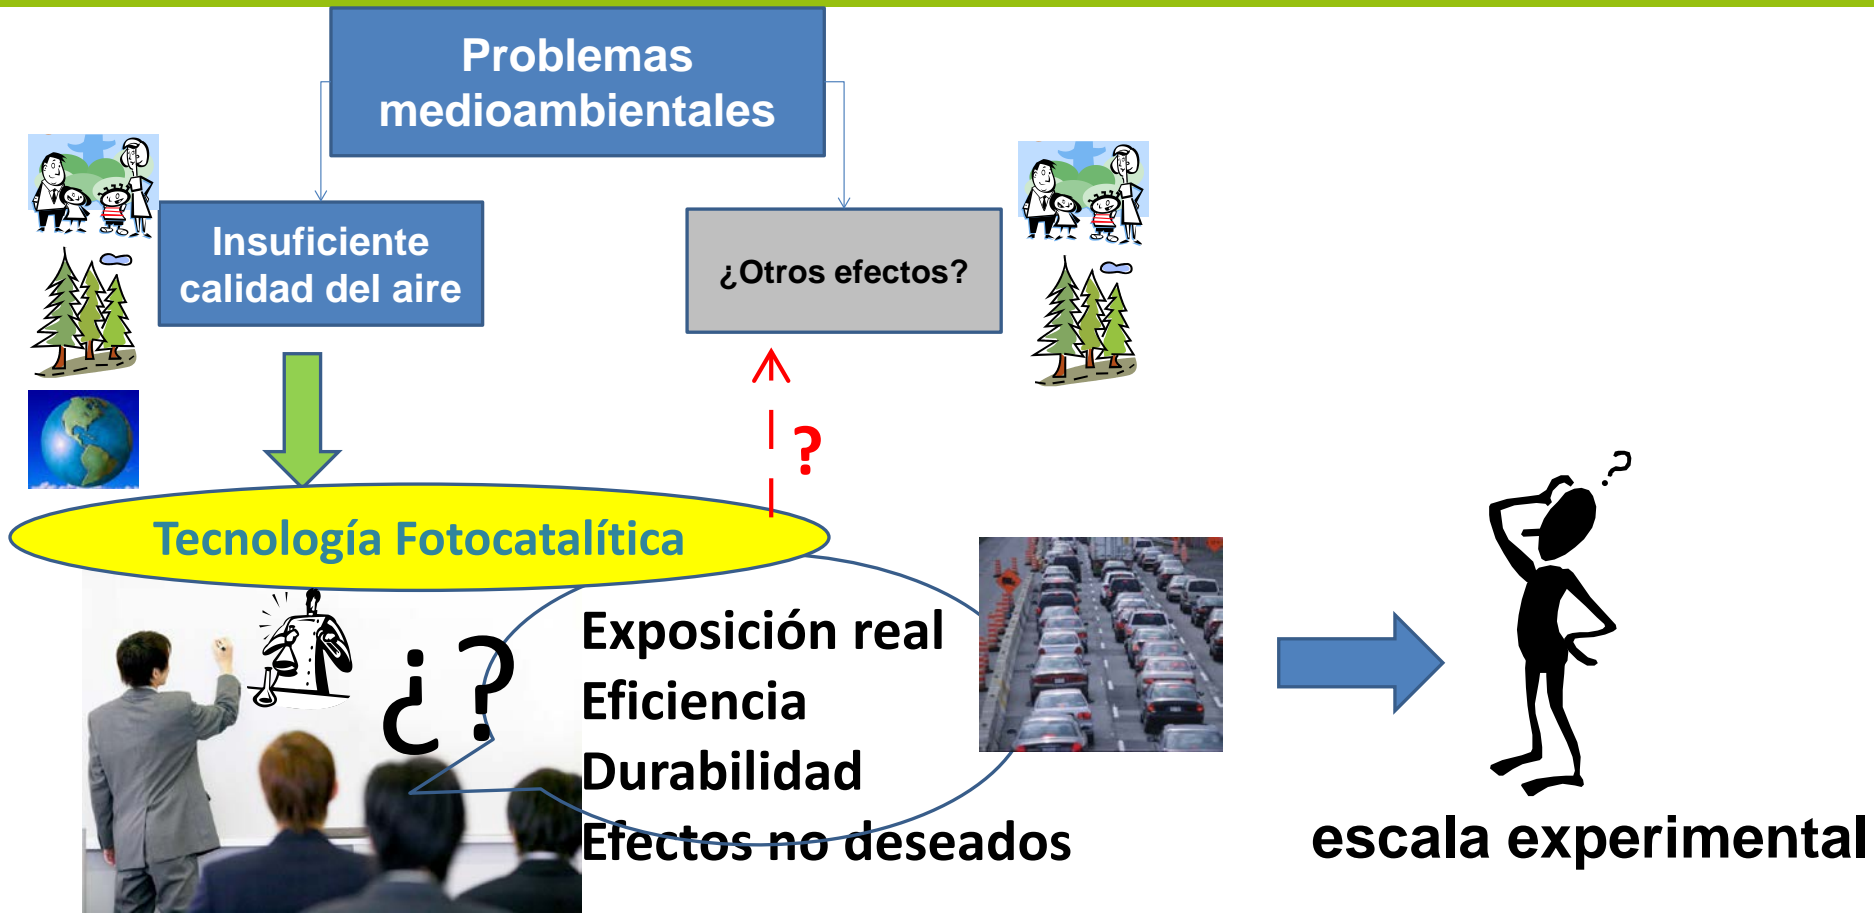 Problemas
medioambientales
Insuficiente
calidad del aire
¿Otros efectos?
?
Tecnología Fotocatalítica
¿?
Exposición real
Eficiencia
Durabilidad
Efectos no deseados
?
escala experimental